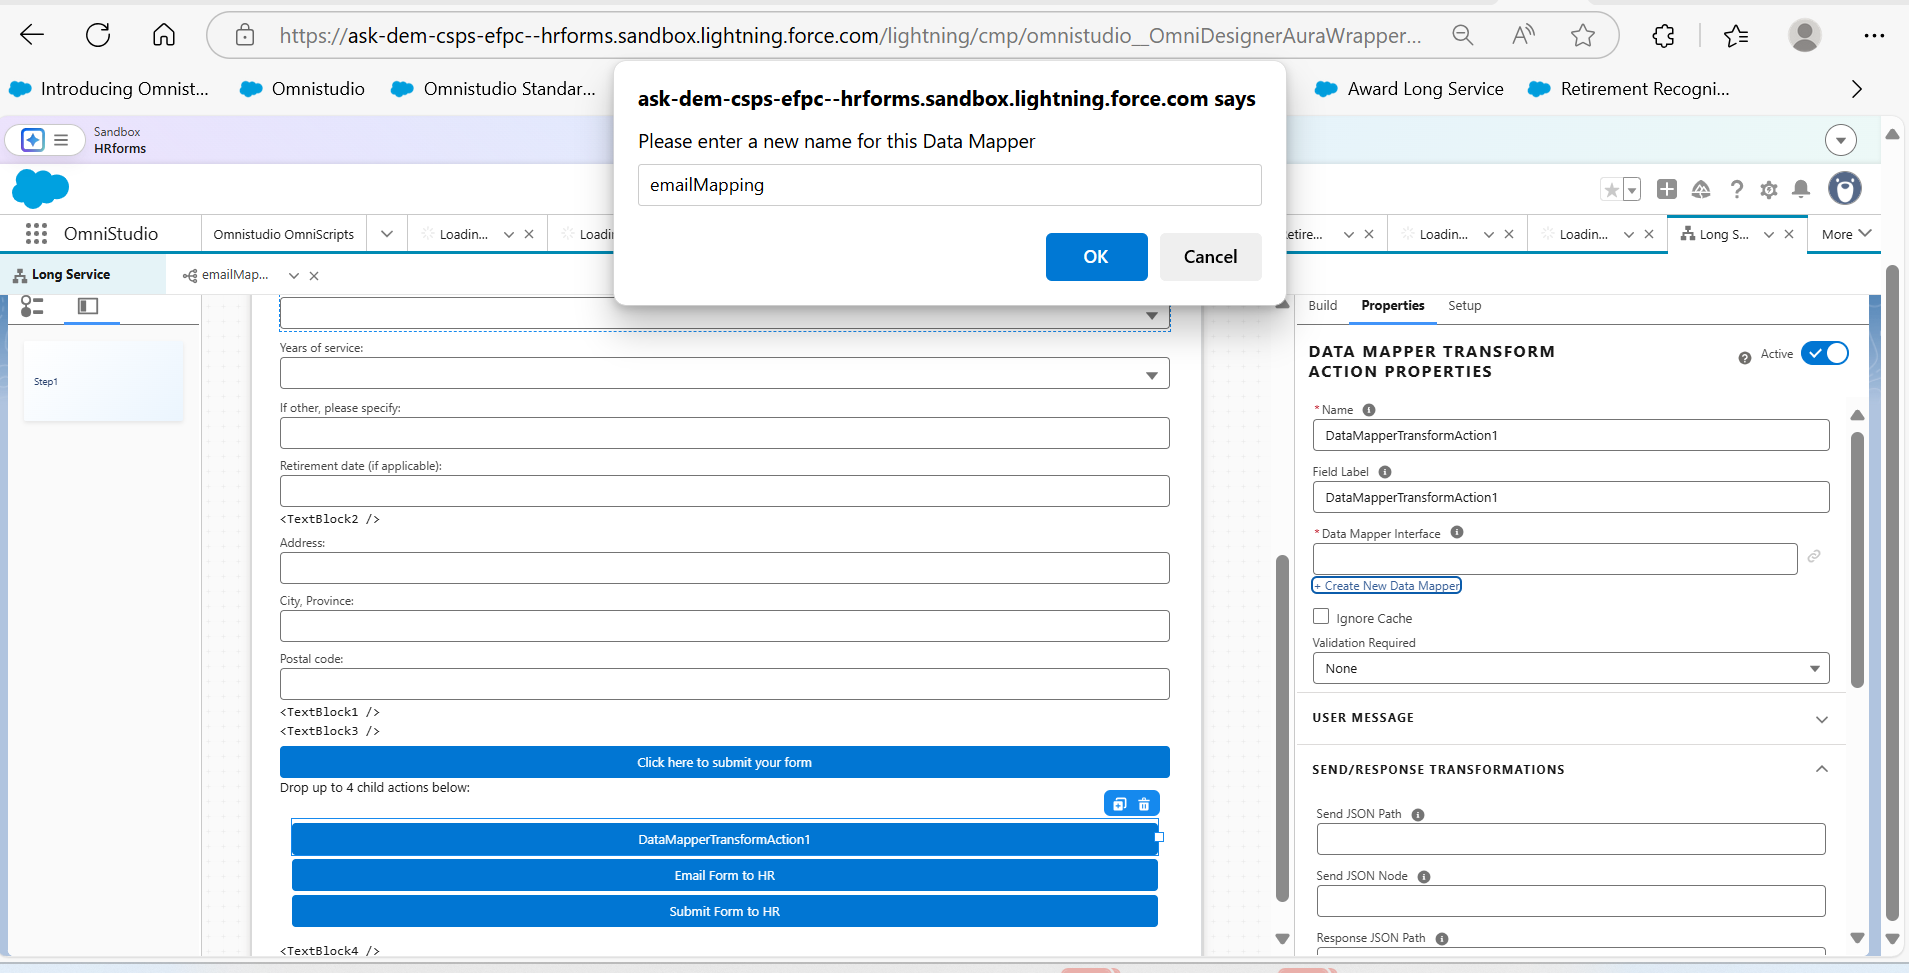 https://ask-dem-csps-efpc--hrforms.sandbox.lightning.force.com/lightning/cmp/omnistudio__OmniDesignerAuraWrapper...
Introducing Omnist...
Omnistudio
Omnistudio Standar...
Award Long Service
Retirement Recogni...
ask-dem-csps-efpc--hrforms.sandbox.lightning.force.com says
Please enter a new name for this Data Mapper
emailMapping
OK
Cancel
Sandbox
HRforms
OmniStudio
Omnistudio OmniScripts
Loadin...
Loadi
etire...
Loadin...
Loadin...
Long S...
More
Long Service
emailMap...
Step1
Years of service:
If other, please specify:
Retirement date (if applicable):
<TextBlock2 />
Address:
City, Province:
Postal code:
<TextBlock1 />
<TextBlock3 />
Click here to submit your form
Drop up to 4 child actions below:
DataMapperTransformAction1
Email Form to HR
Submit Form to HR
<TextBlock4 />
Build
Properties
Setup
DATA MAPPER TRANSFORM
ACTION PROPERTIES
Active
*Name
DataMapperTransformAction1
Field Label
DataMapperTransformAction1
*Data Mapper Interface
+ Create New Data Mapper
Ignore Cache
Validation Required
None
USER MESSAGE
SEND/RESPONSE TRANSFORMATIONS
Send JSON Path
Send JSON Node
Response JSON Path